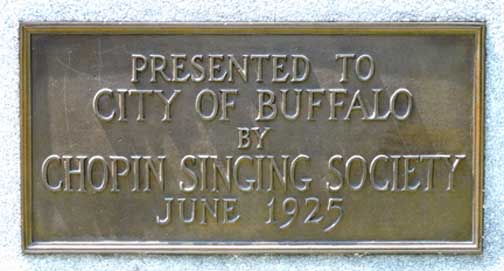 PRESENTED TO
CITY OF BUFFALO
BY
CHOPIN SINGING SOCIETY
JUNE 1925